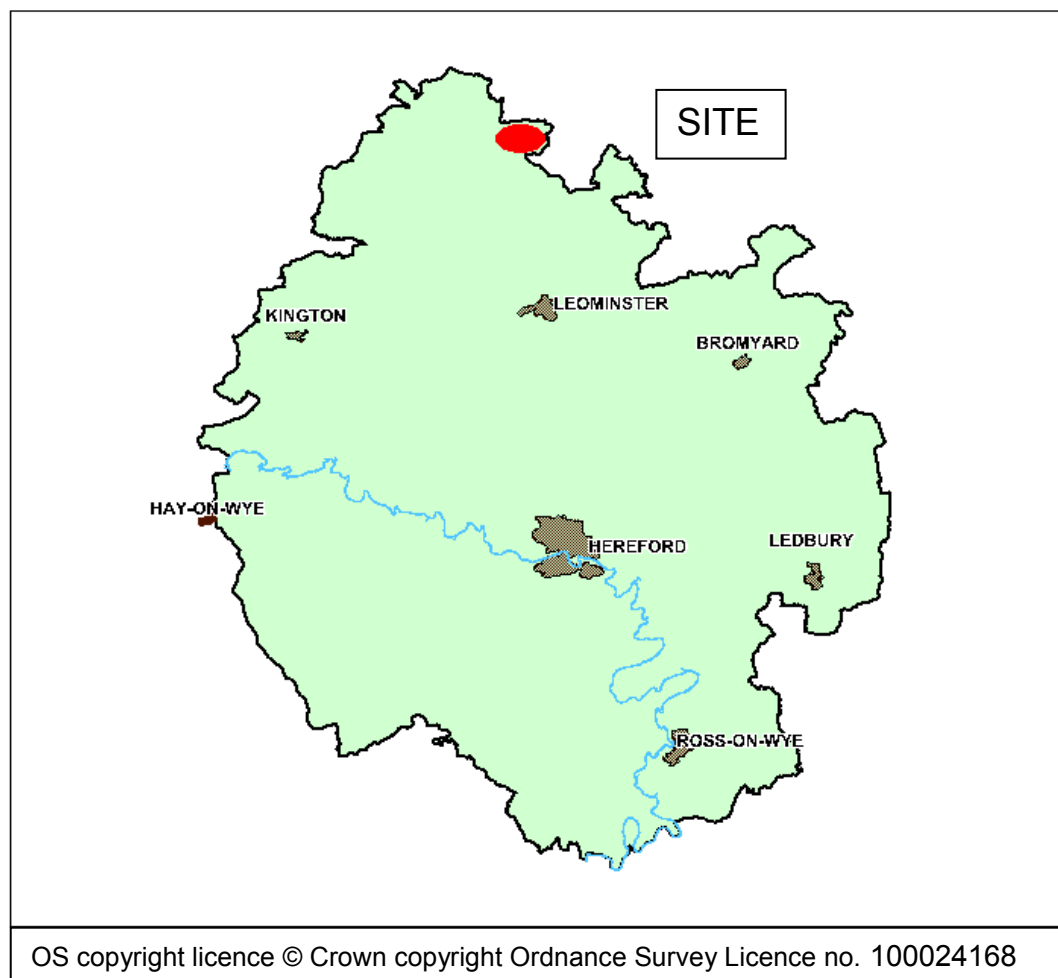 SITE
LEOMINSTER
KINGTON
BROMYARD
HAY-ON-WYE
HEREFORD
LEDBURY
ROSS-ON-WYE
OS copyright licence © Crown copyright Ordnance Survey Licence no. 100024168